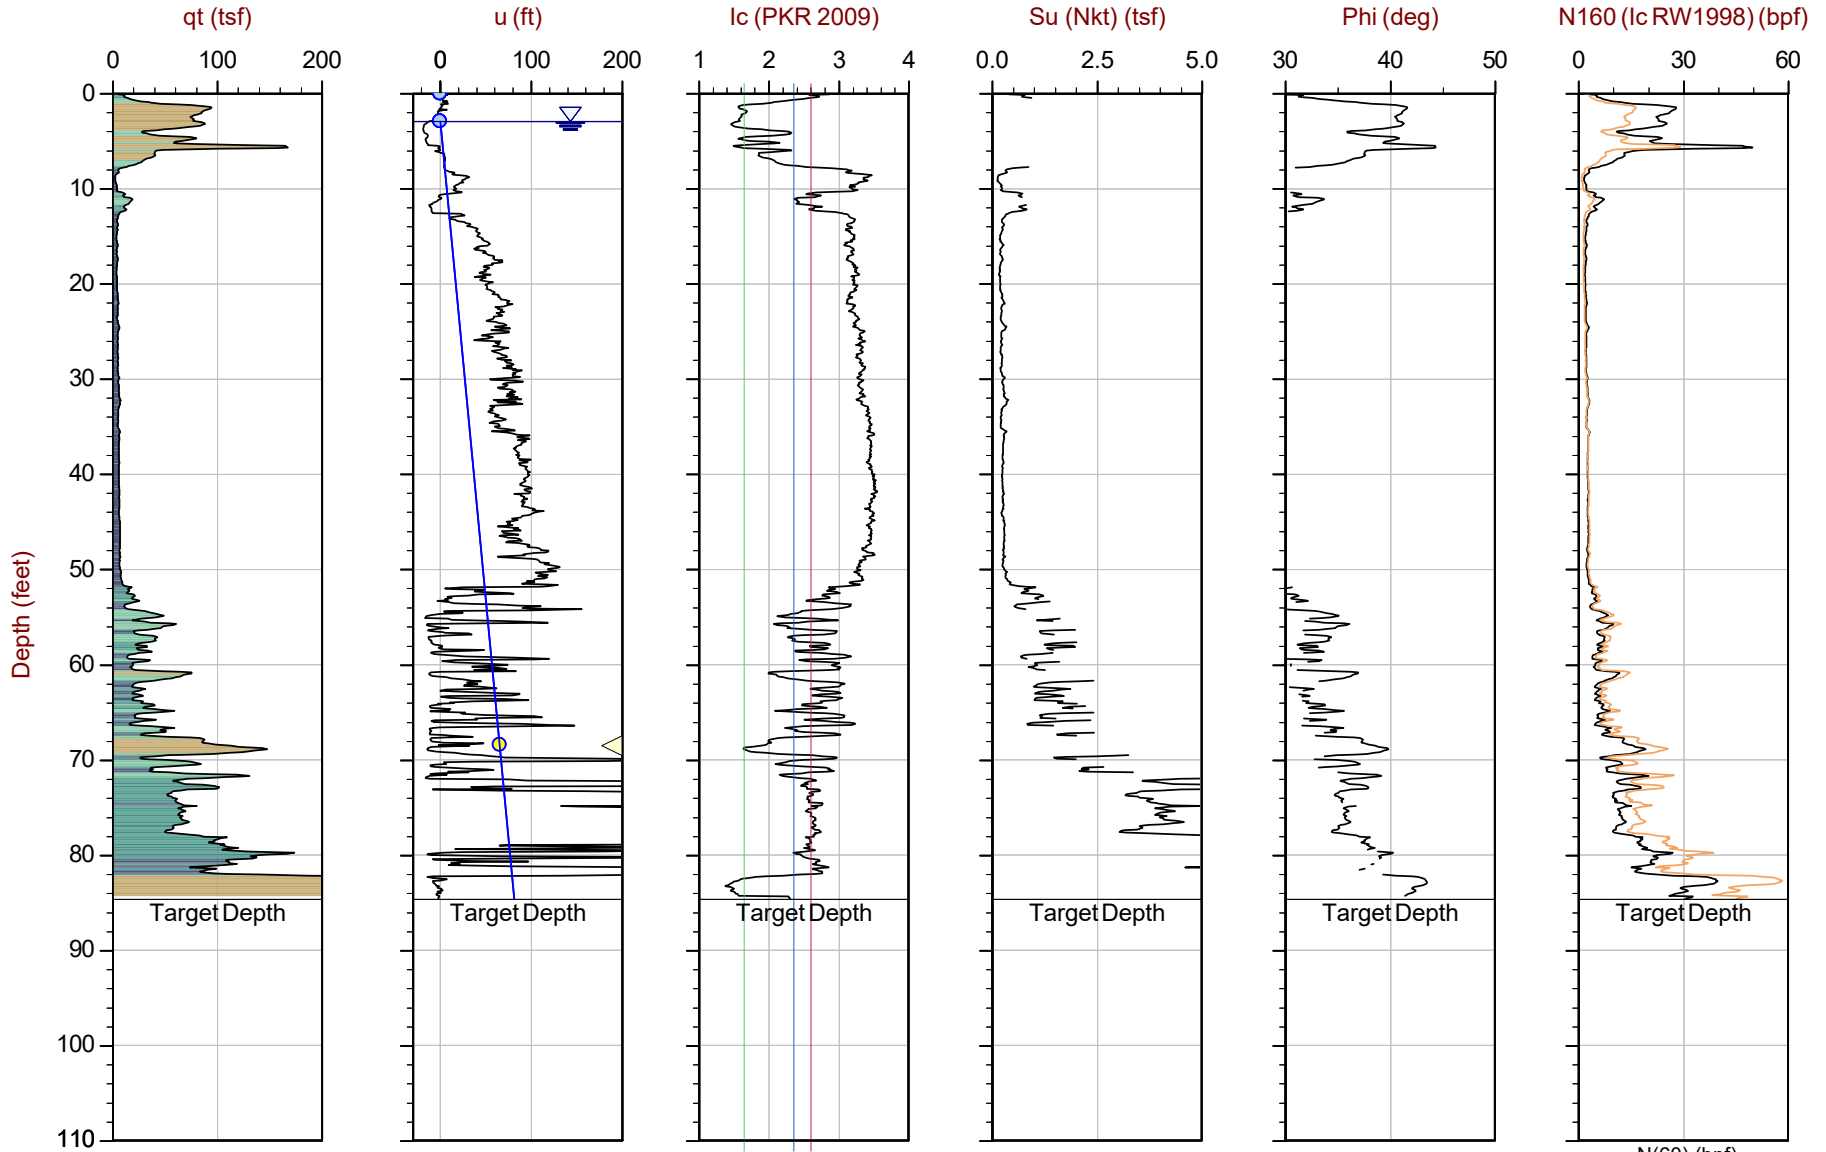 qt (tsf) u (ft) Ic (PKR 2009) Su (Nkt) (tsf) Phi (deg) N160 (Ic RW1998) (bpf)
0 100 200 0 100 200 1 2 3 4 0.0 2.5 5.0 30 40 50 0 30 60
0
10
20
30
40
50
60
70
80
90
100
110
Depth (feet)
Target Depth Target Depth Target Depth Target Depth Target Depth Target Depth
N(60) (bpf)